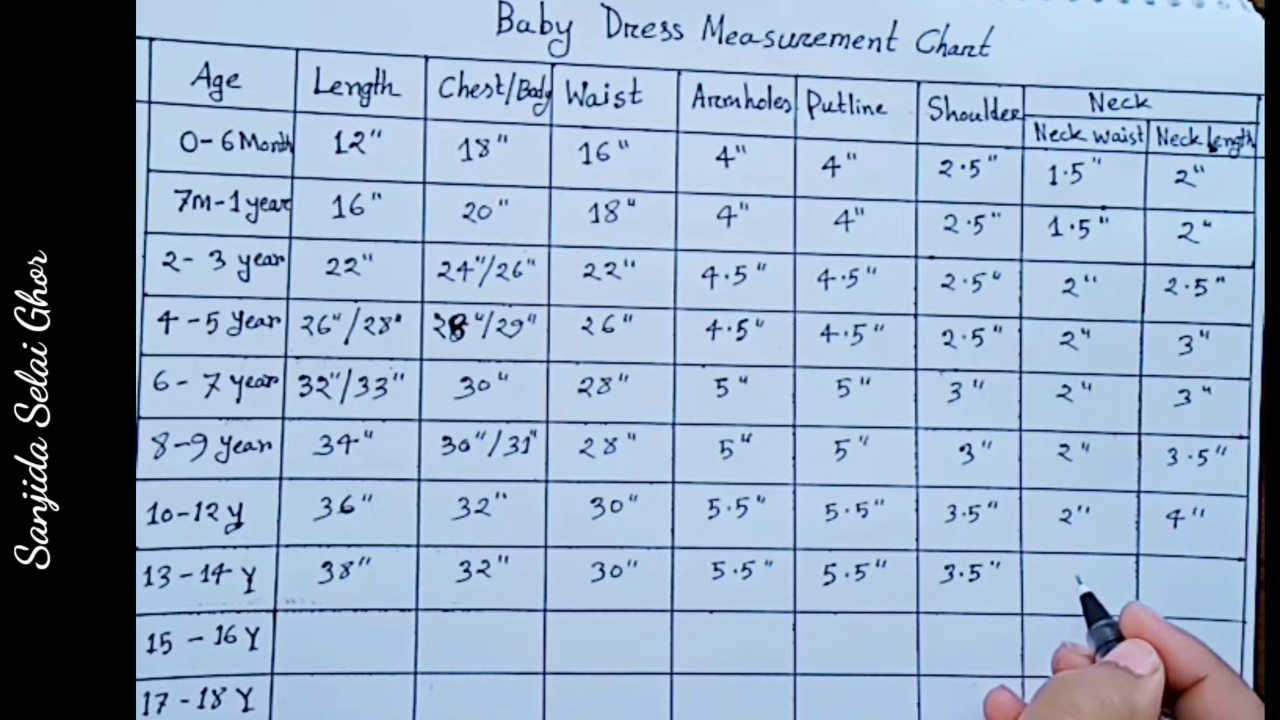 Baby Dress Measurement Chart
Age Length Chest/Body Waist Armholes Putline Shoulder Neck
Neck waist Neck length
0-6 Month 12" 18" 16" 4" 4" 2.5" 1.5" 2"
7m-1 year 16" 20" 18" 4" 4" 2.5" 1.5" 2"
2-3 year 22" 24"/26" 22" 4.5" 4.5" 2.5" 2" 2.5"
4-5 Year 26"/28" 28"/29" 26" 4.5" 4.5" 2.5" 2" 3"
6-7 year 32"/33" 30" 28" 5" 5" 3" 2" 3"
8-9 year 34" 30"/31" 28" 5" 5" 3" 2" 3.5"
10-12 y 36" 32" 30" 5.5" 5.5" 3.5" 2" 4"
13-14 Y 38" 32" 30" 5.5" 5.5" 3.5"
15-16 Y
17-18 Y
Sanjida Selai Ghor